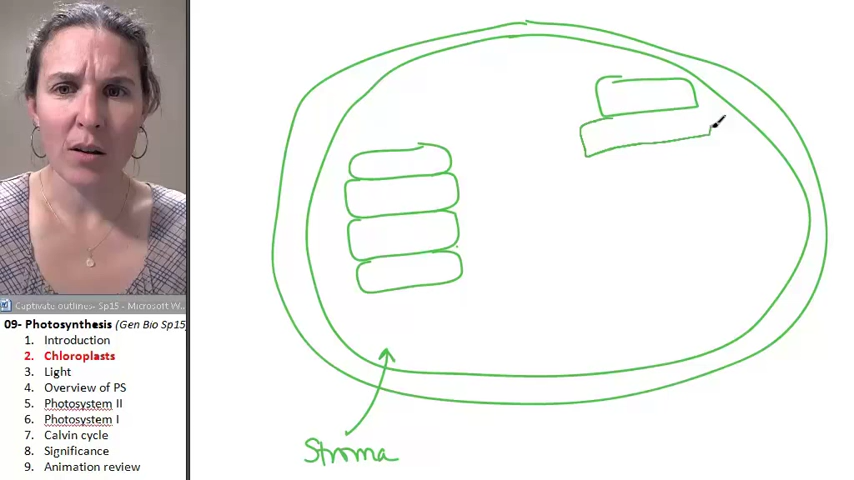 Captivate outlines- Sp15 - Microsoft W.
09- Photosynthesis (Gen Bio Sp15)
1. Introduction
2. Chloroplasts
3. Light
4. Overview of PS
5. Photosystem II
6. Photosystem I
7. Calvin cycle
8. Significance
9. Animation review
Stroma